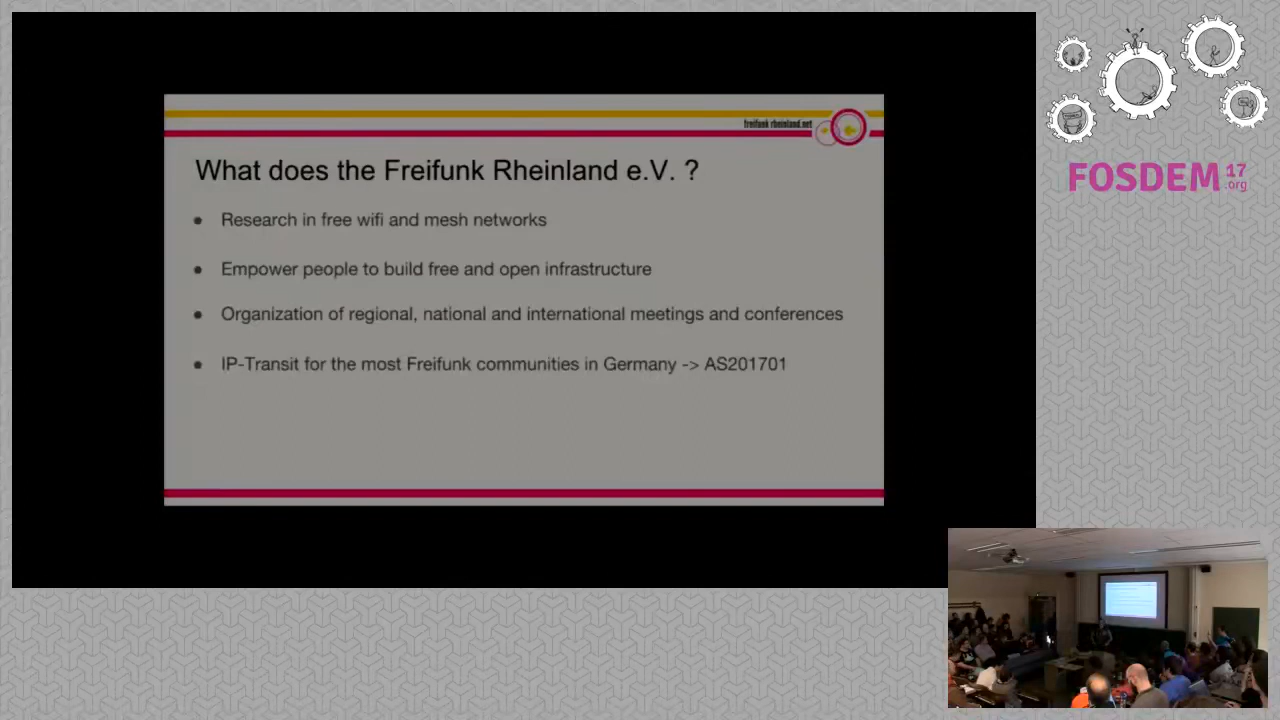 freifunk rheinland.net
What does the Freifunk Rheinland e.V. ?
● Research in free wifi and mesh networks
● Empower people to build free and open infrastructure
● Organization of regional, national and international meetings and conferences
● IP-Transit for the most Freifunk communities in Germany -> AS201701
FOSDEM 17
.org